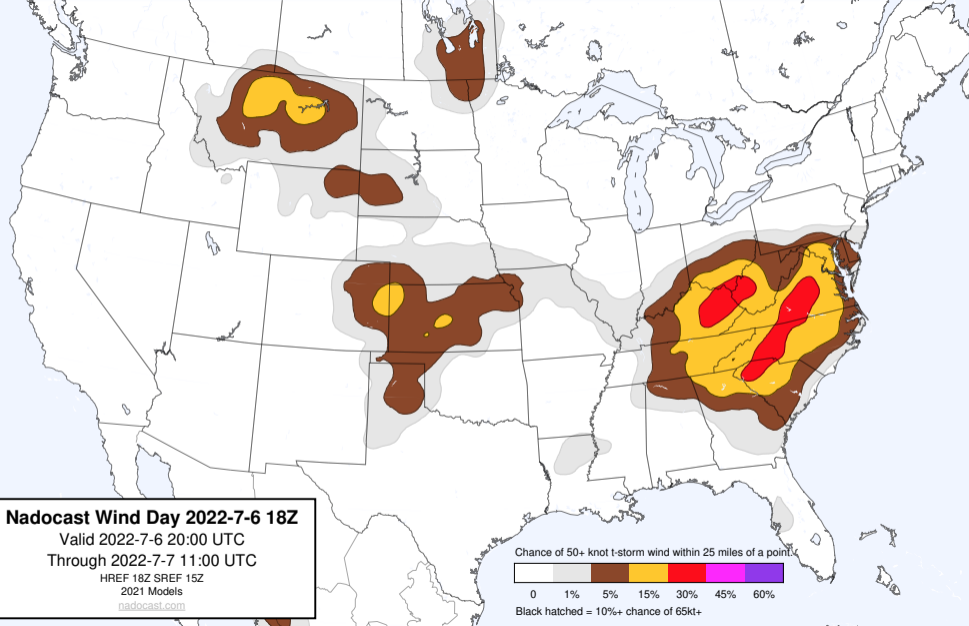 Nadocast Wind Day 2022-7-6 18Z
Valid 2022-7-6 20:00 UTC
Through 2022-7-7 11:00 UTC
HREF 18Z SREF 15Z
2021 Models
nadocast.com
Chance of 50+ knot t-storm wind within 25 miles of a point.
0 1% 5% 15% 30% 45% 60%
Black hatched = 10%+ chance of 65kt+